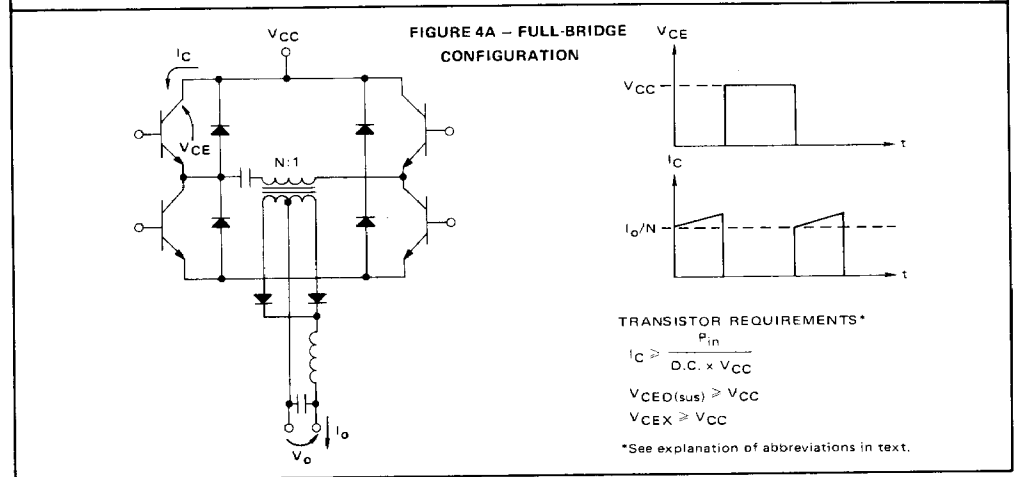 FIGURE 4A – FULL-BRIDGE
CONFIGURATION
VCC
IC
VCE
N:1
Io
Vo
VCE
VCC
t
IC
Io/N
t
TRANSISTOR REQUIREMENTS*
IC ⩾ Pin / D.C. x VCC
VCEO(sus) ⩾ VCC
VCEX ⩾ VCC
*See explanation of abbreviations in text.